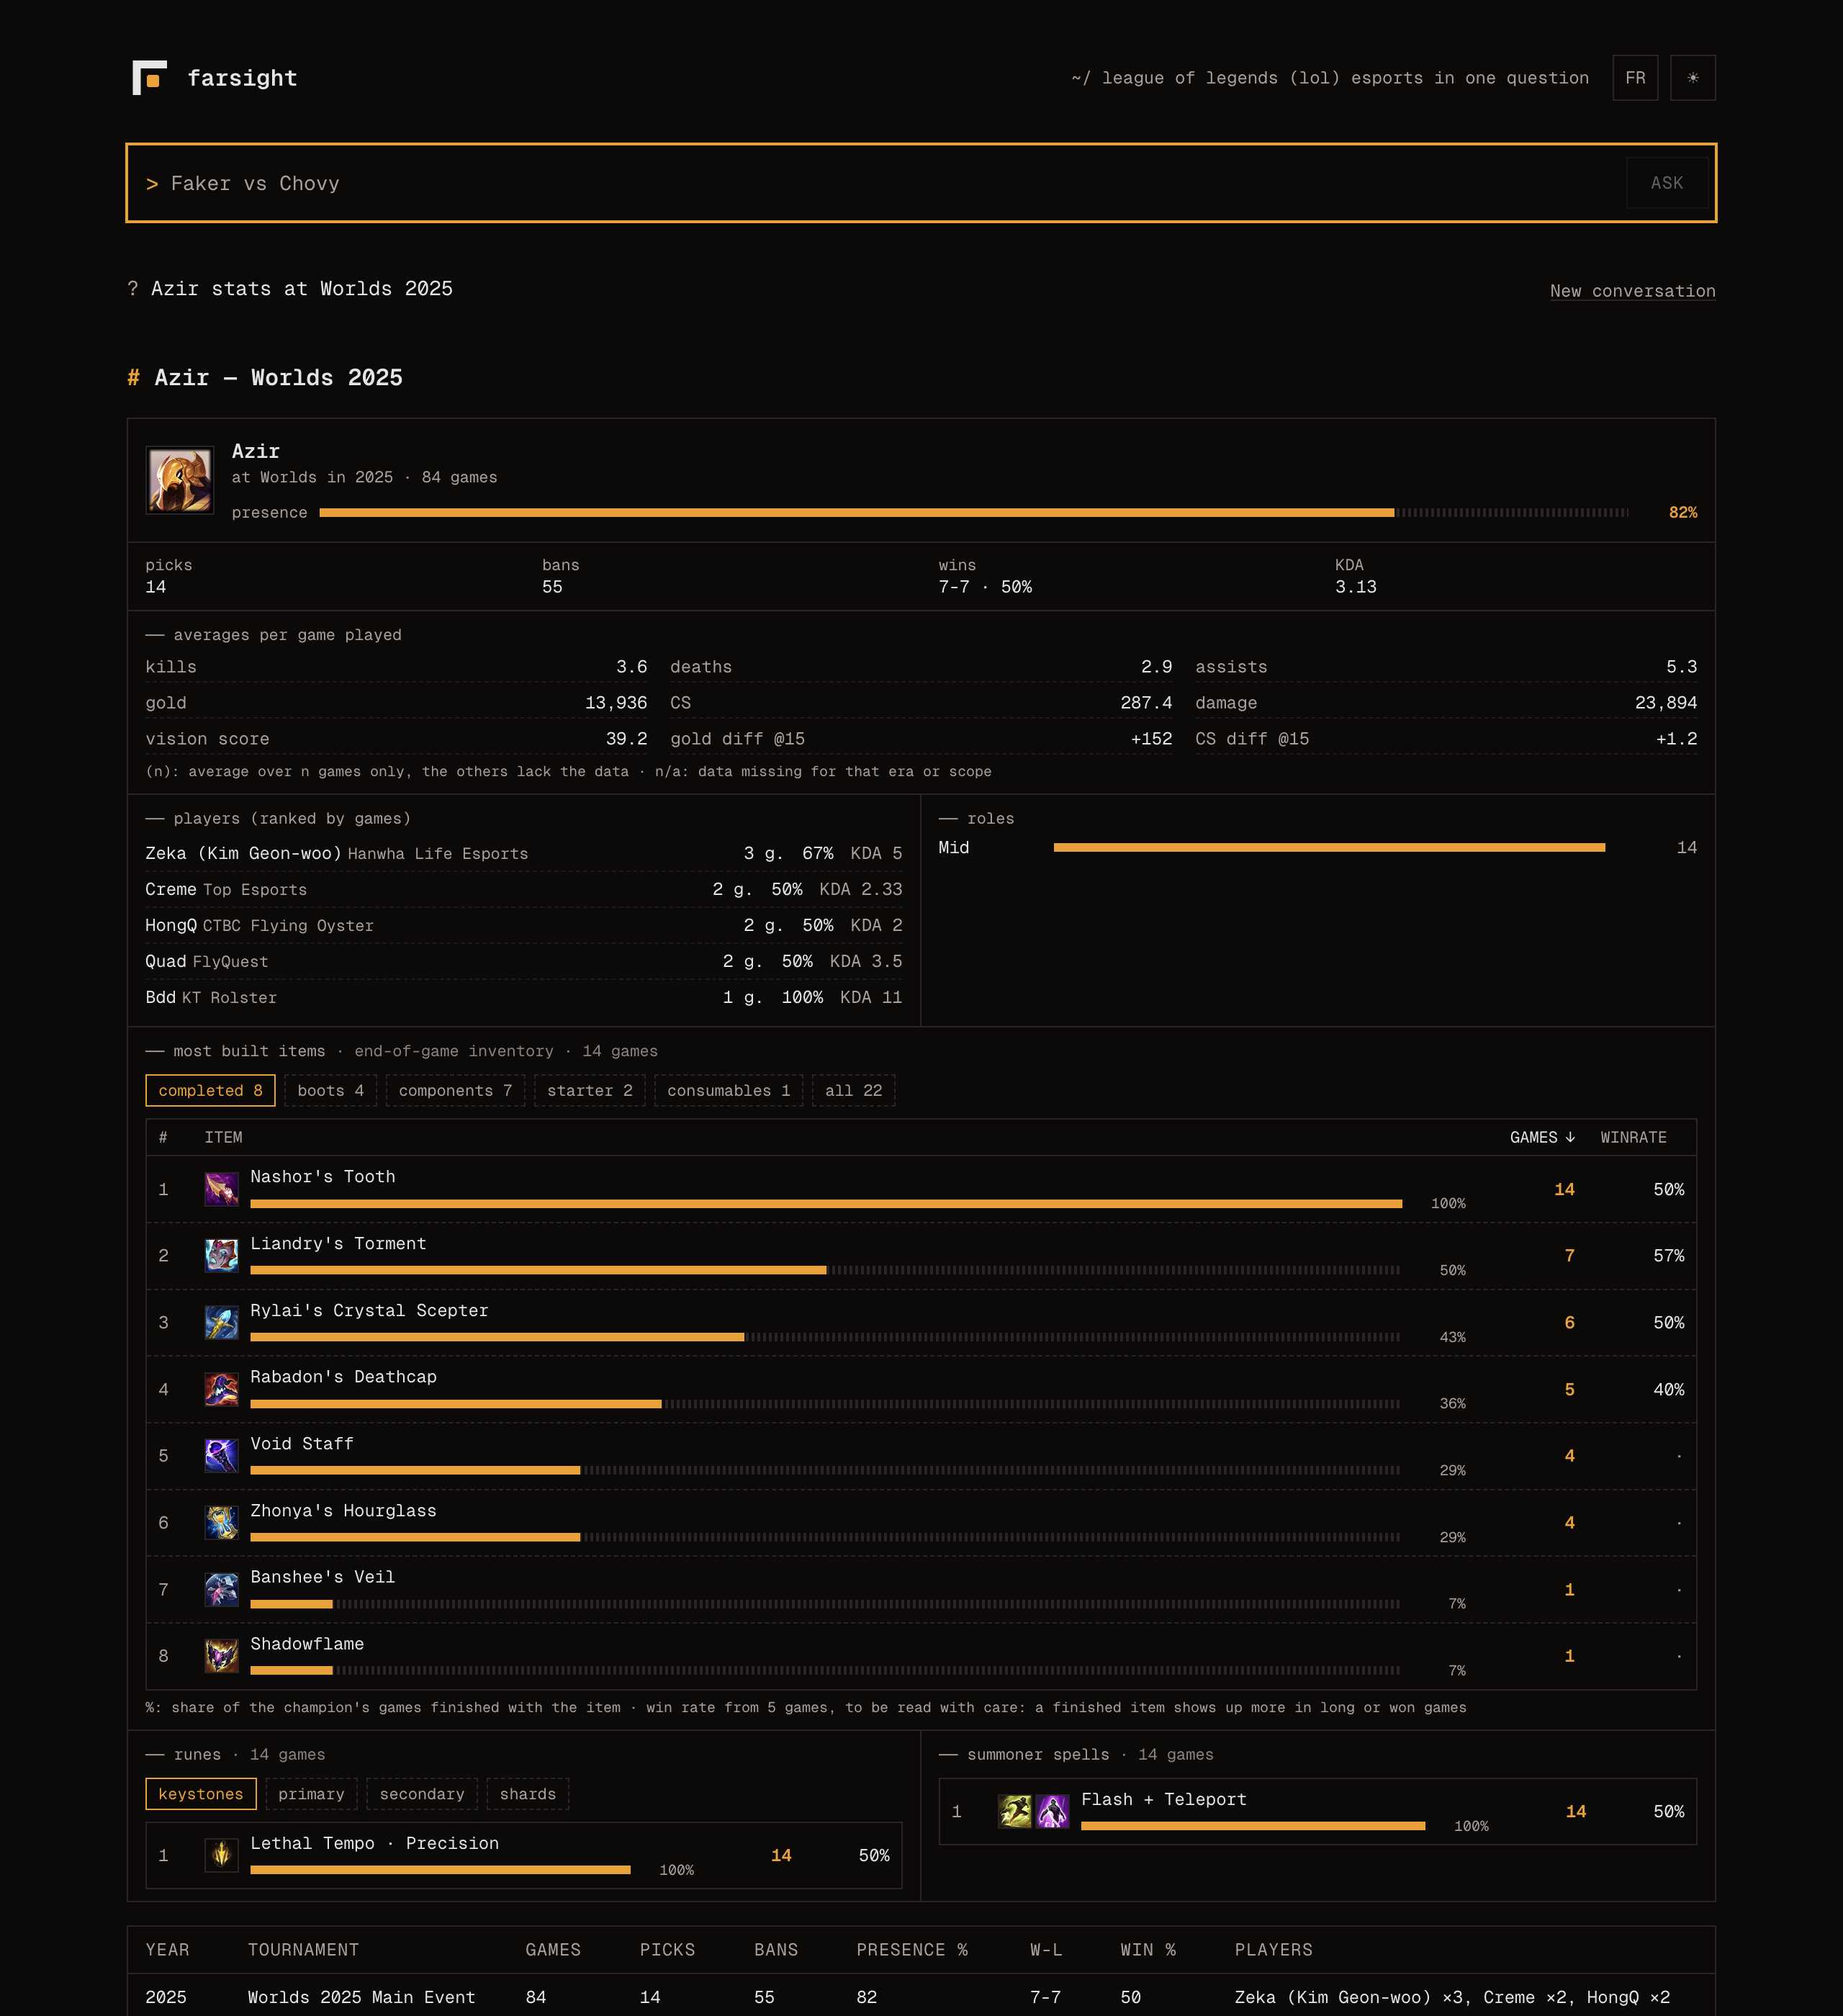 farsight
~/ league of legends (lol) esports in one question
FR
> Faker vs Chovy
ASK
? Azir stats at Worlds 2025
New conversation
# Azir — Worlds 2025
Azir
at Worlds in 2025 · 84 games
presence 82%
picks bans wins KDA
14 55 7-7 · 50% 3.13
— averages per game played
kills 3.6 deaths 2.9 assists 5.3
gold 13,936 CS 287.4 damage 23,894
vision score 39.2 gold diff @15 +152 CS diff @15 +1.2
(n): average over n games only, the others lack the data · n/a: data missing for that era or scope
— players (ranked by games)
Zeka (Kim Geon-woo) Hanwha Life Esports 3 g. 67% KDA 5
Creme Top Esports 2 g. 50% KDA 2.33
HongQ CTBC Flying Oyster 2 g. 50% KDA 2
Quad FlyQuest 2 g. 50% KDA 3.5
Bdd KT Rolster 1 g. 100% KDA 11
— roles
Mid 14
— most built items · end-of-game inventory · 14 games
completed 8 boots 4 components 7 starter 2 consumables 1 all 22
# ITEM GAMES ↓ WINRATE
1 Nashor's Tooth 100% 14 50%
2 Liandry's Torment 50% 7 57%
3 Rylai's Crystal Scepter 43% 6 50%
4 Rabadon's Deathcap 36% 5 40%
5 Void Staff 29% 4 ·
6 Zhonya's Hourglass 29% 4 ·
7 Banshee's Veil 7% 1 ·
8 Shadowflame 7% 1 ·
%: share of the champion's games finished with the item · win rate from 5 games, to be read with care: a finished item shows up more in long or won games
— runes · 14 games
keystones primary secondary shards
1 Lethal Tempo · Precision 100% 14 50%
— summoner spells · 14 games
1 Flash + Teleport 100% 14 50%
YEAR TOURNAMENT GAMES PICKS BANS PRESENCE % W-L WIN % PLAYERS
2025 Worlds 2025 Main Event 84 14 55 82 7-7 50 Zeka (Kim Geon-woo) ×3, Creme ×2, HongQ ×2